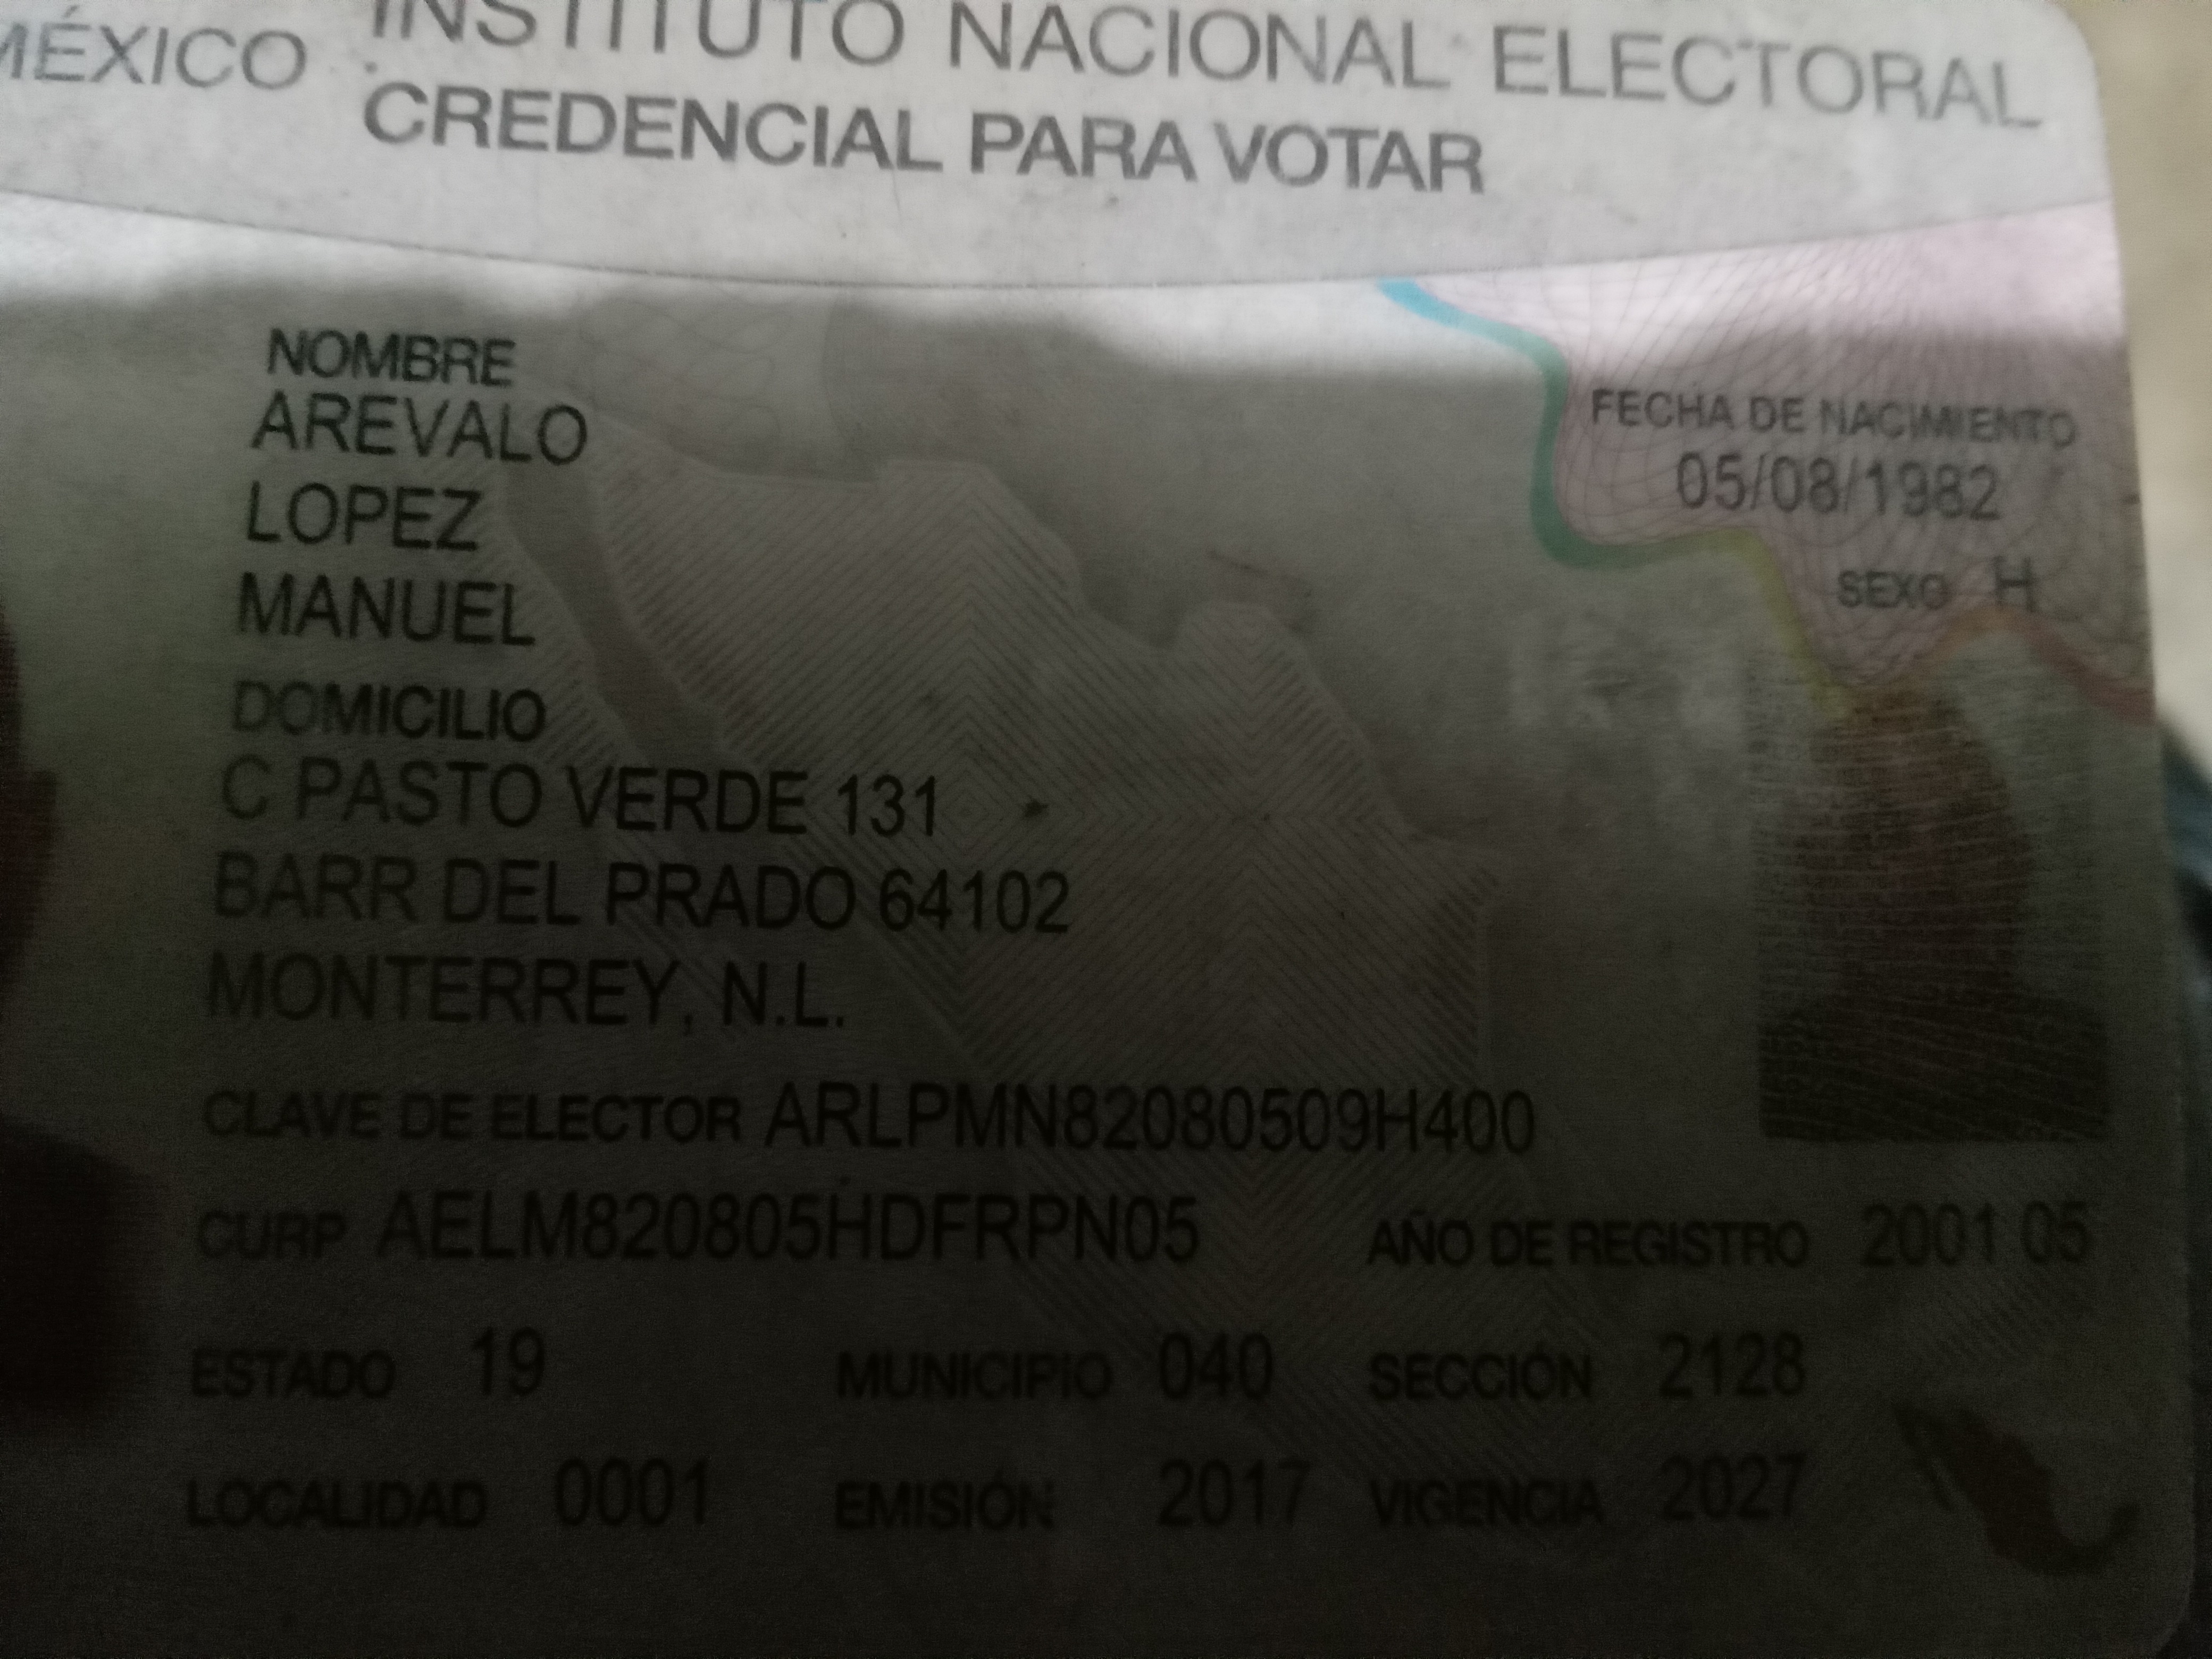 MÉXICO INSTITUTO NACIONAL ELECTORAL
CREDENCIAL PARA VOTAR
NOMBRE
AREVALO
LOPEZ
MANUEL
FECHA DE NACIMIENTO
05/08/1982
SEXO H
DOMICILIO
C PASTO VERDE 131
BARR DEL PRADO 64102
MONTERREY, N.L.
CLAVE DE ELECTOR ARLPMN82080509H400
CURP AELM820805HDFRPN05 AÑO DE REGISTRO 2001 05
ESTADO 19 MUNICIPIO 040 SECCIÓN 2128
LOCALIDAD 0001 EMISIÓN 2017 VIGENCIA 2027